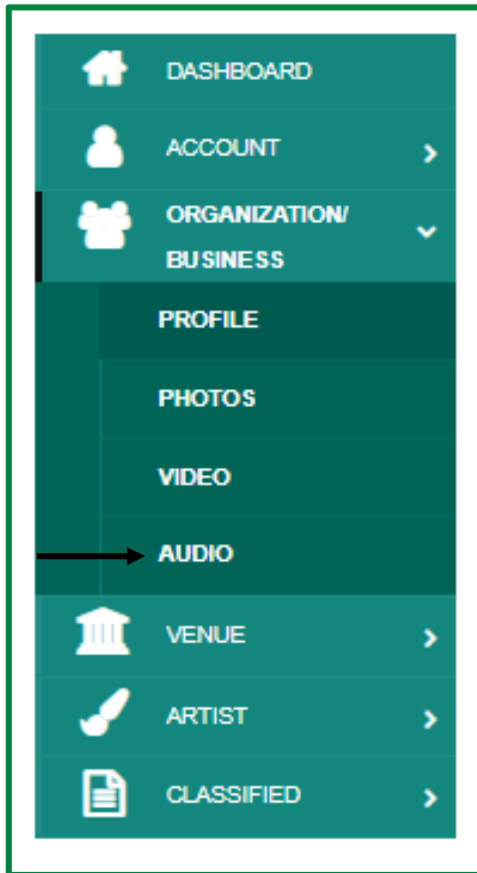 DASHBOARD
ACCOUNT
ORGANIZATION/
BUSINESS
PROFILE
PHOTOS
VIDEO
AUDIO
VENUE
ARTIST
CLASSIFIED